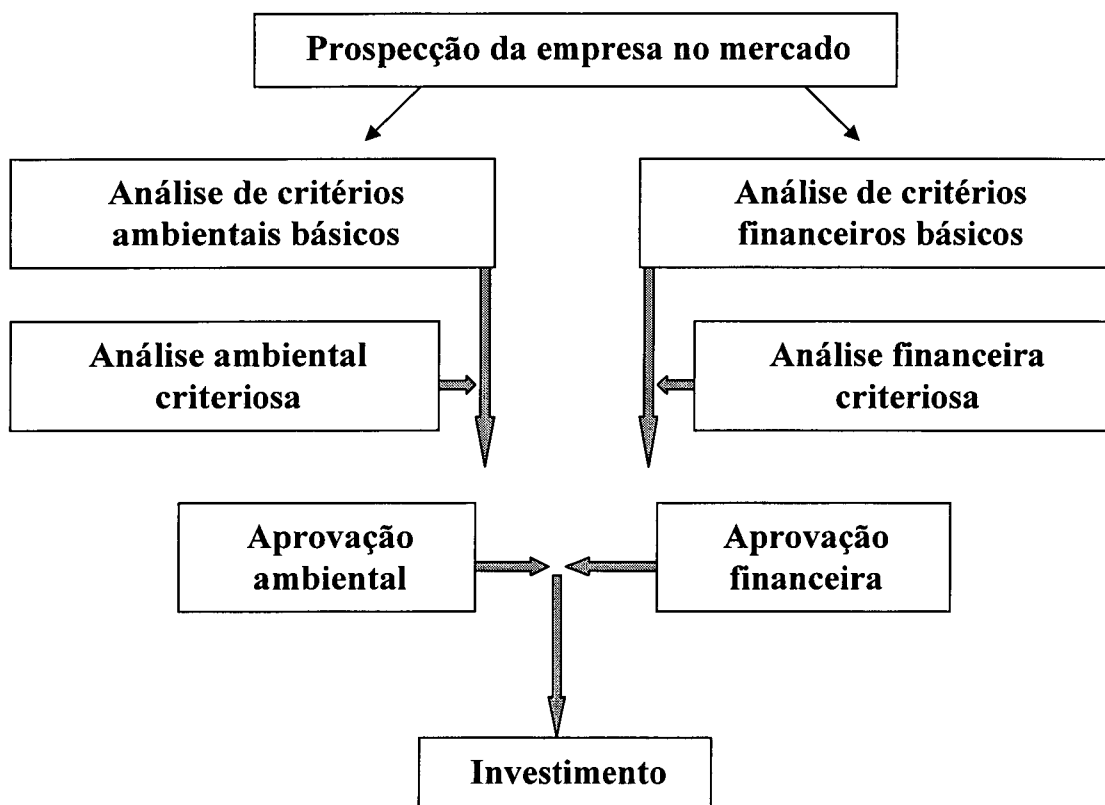 Prospecção da empresa no mercado
Análise de critérios
ambientais básicos
Análise de critérios
financeiros básicos
Análise ambiental
criteriosa
Análise financeira
criteriosa
Aprovação
ambiental
Aprovação
financeira
Investimento